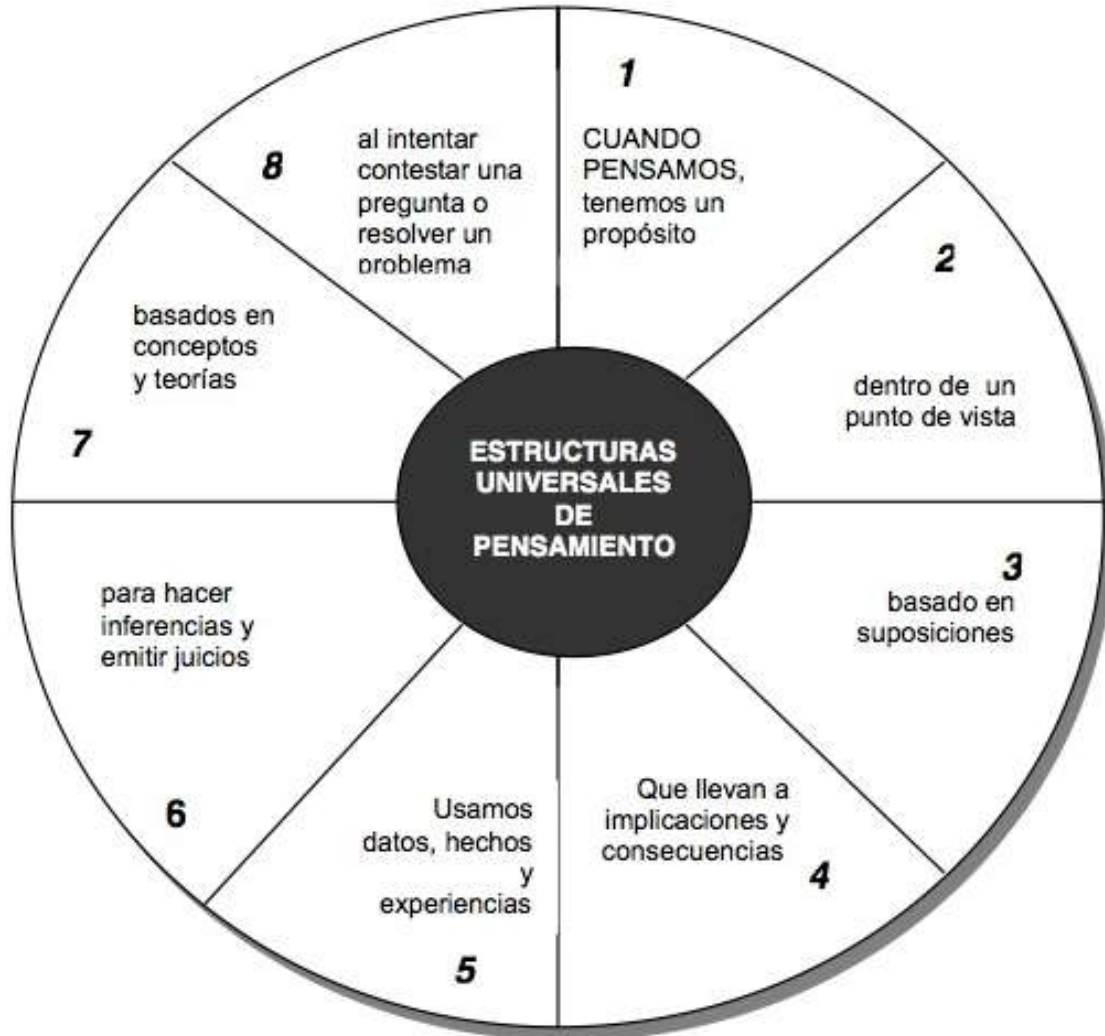 1
CUANDO
PENSAMOS,
tenemos un
propósito
2
dentro de un
punto de vista
3
basado en
suposiciones
Que llevan a
implicaciones y
consecuencias
4
Usamos
datos, hechos
y
experiencias
5
para hacer
inferencias y
emitir juicios
6
basados en
conceptos
y teorías
7
8
al intentar
contestar una
pregunta o
resolver un
problema
ESTRUCTURAS
UNIVERSALES
DE
PENSAMIENTO